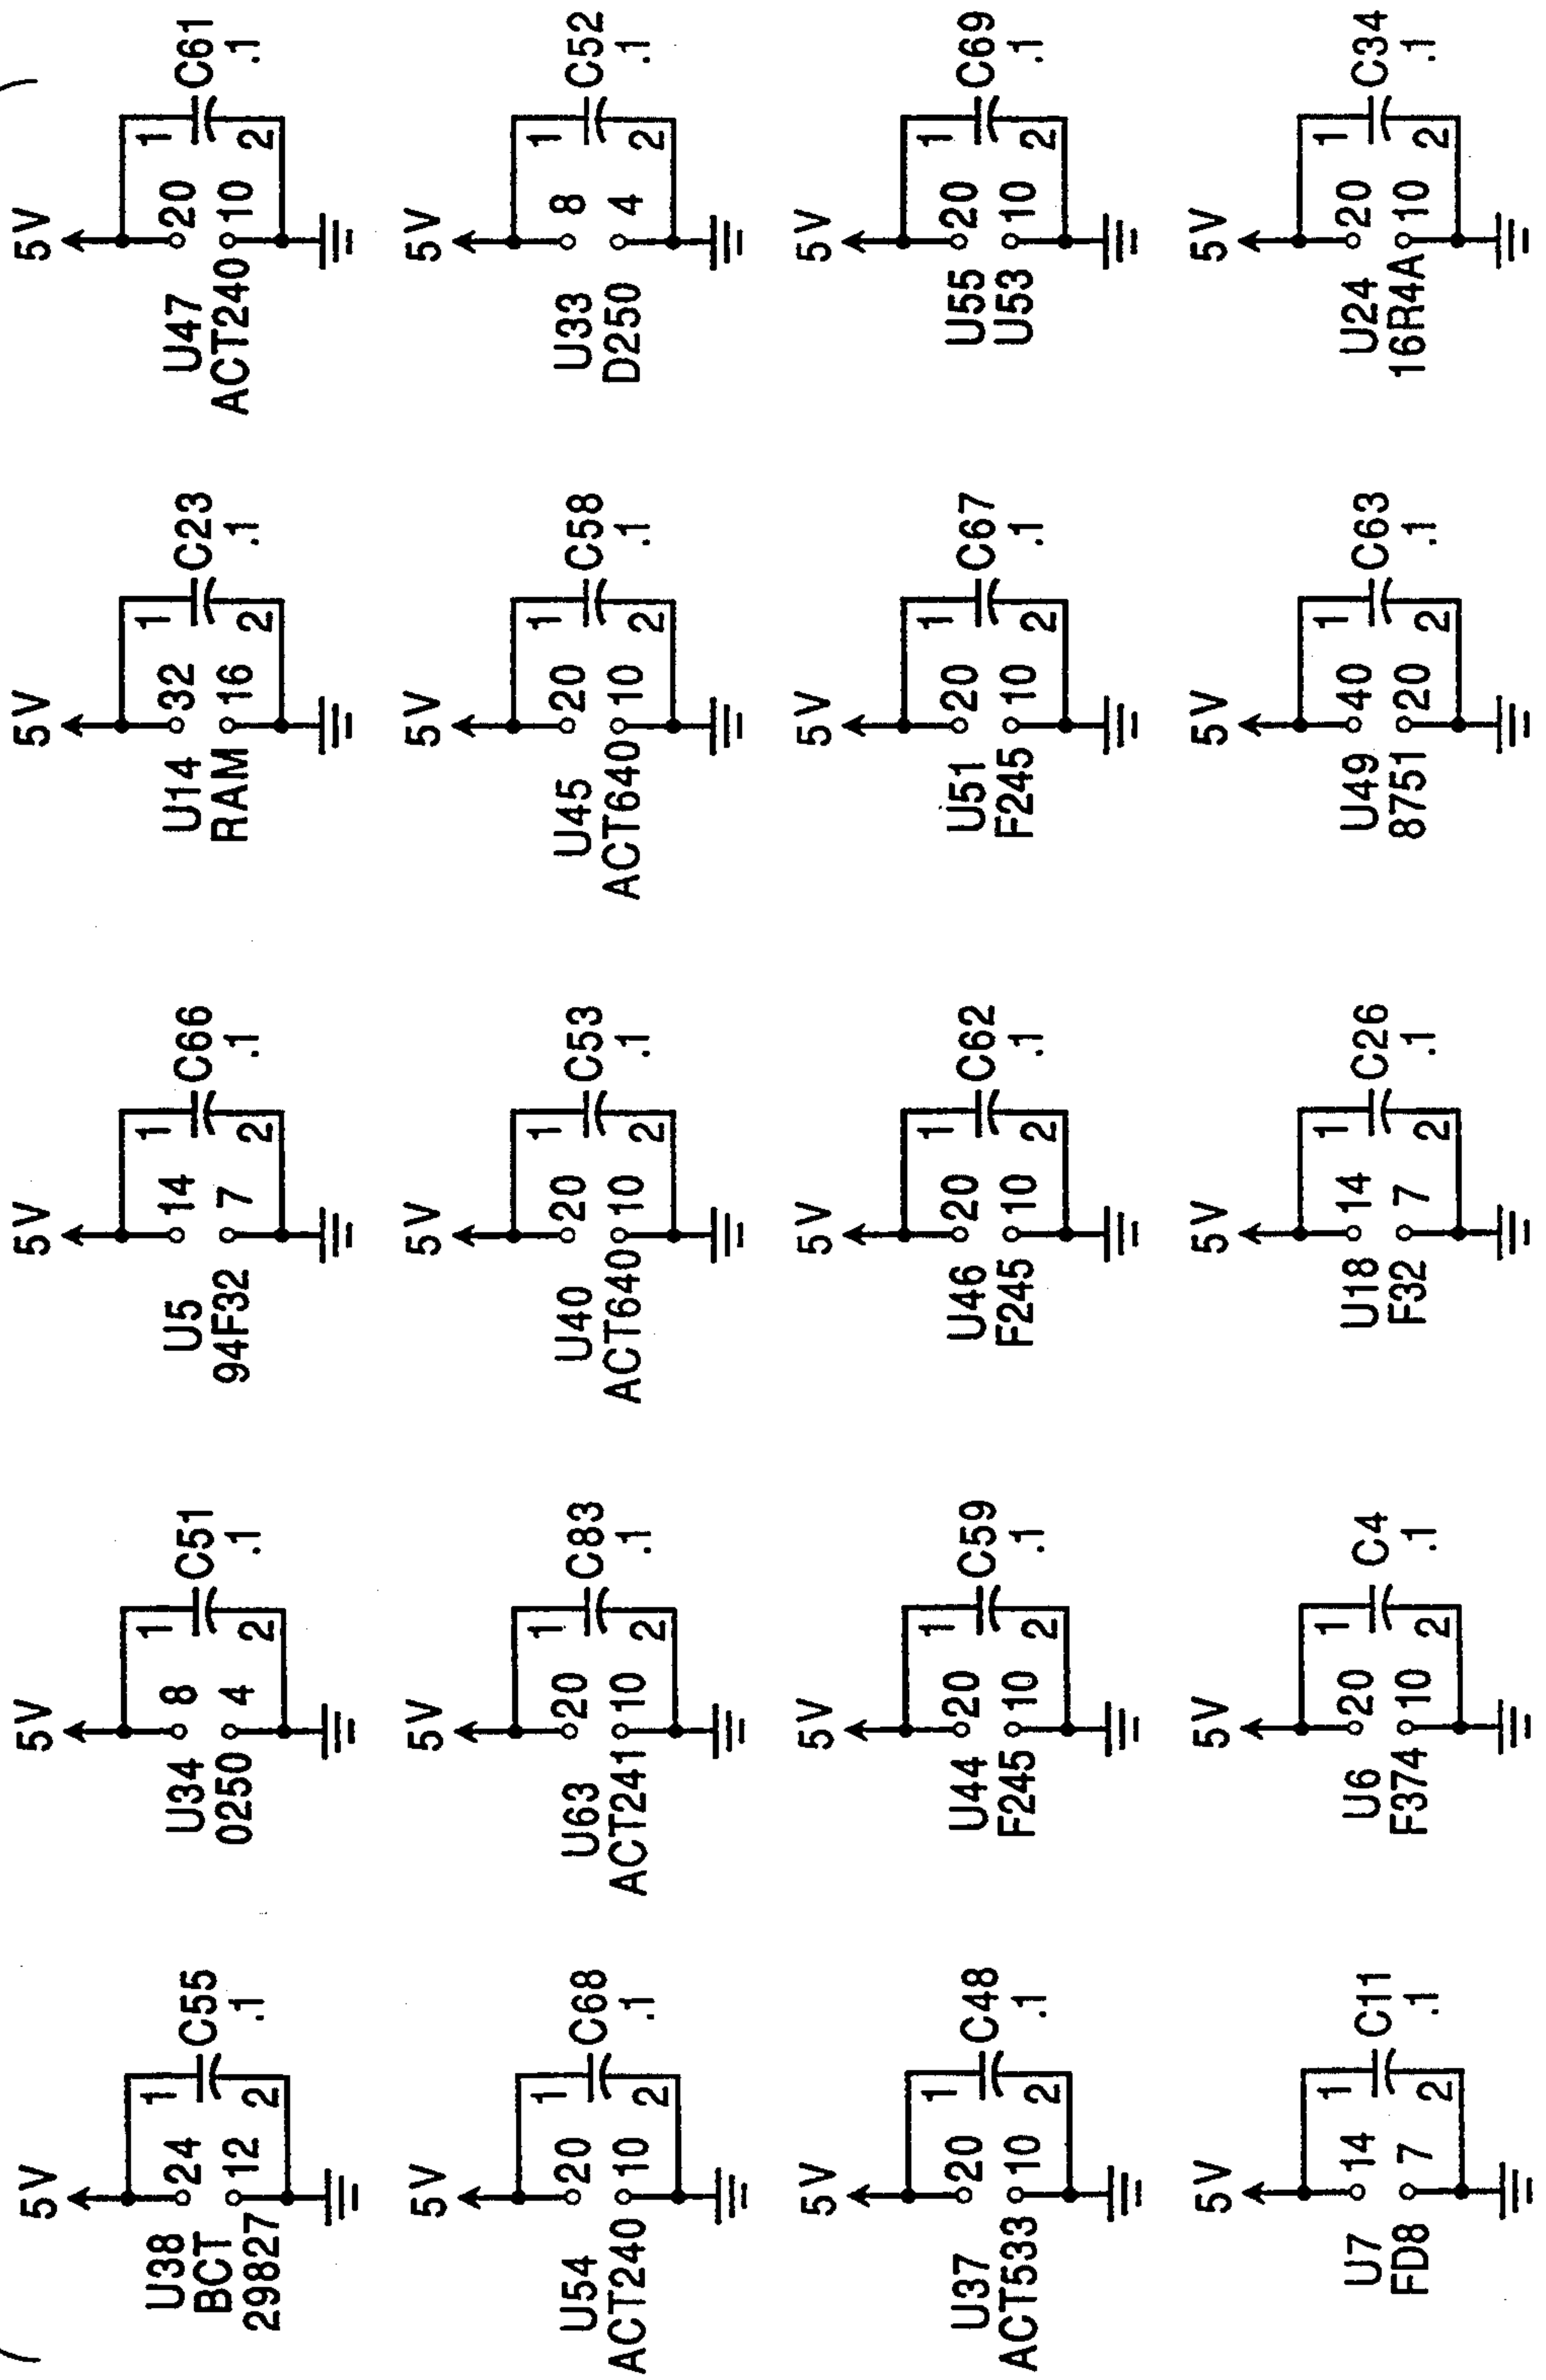 5V
U38
BCT
29827
24
12
1
2
C55
.1
5V
U34
0250
8
4
1
2
C51
.1
5V
U5
94F32
14
7
1
2
C66
.1
5V
U14
RAM
32
16
1
2
C23
.1
5V
U47
ACT240
20
10
1
2
C61
.1
5V
U54
ACT240
20
10
1
2
C68
.1
5V
U63
ACT241
20
10
1
2
C83
.1
5V
U40
ACT640
20
10
1
2
C53
.1
5V
U45
ACT640
20
10
1
2
C58
.1
5V
U33
D250
8
4
1
2
C52
.1
5V
U37
ACT533
20
10
1
2
C48
.1
5V
U44
F245
20
10
1
2
C59
.1
5V
U46
F245
20
10
1
2
C62
.1
5V
U51
F245
20
10
1
2
C67
.1
5V
U55
U53
20
10
1
2
C69
.1
5V
U7
FD8
14
7
1
2
C11
.1
5V
U6
F374
20
10
1
2
C4
.1
5V
U18
F32
14
7
1
2
C26
.1
5V
U49
8751
40
20
1
2
C63
.1
5V
U24
16R4A
20
10
1
2
C34
.1